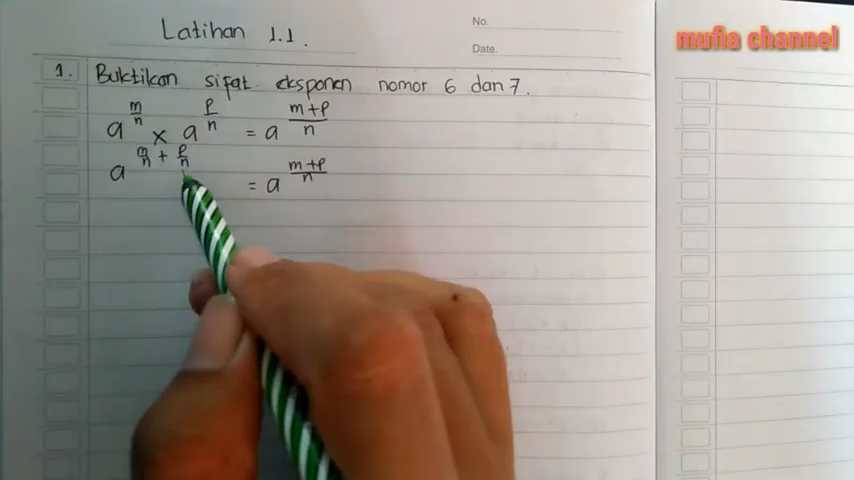 Latihan 1.1.
No.
Date.
mufia channel
1. Buktikan sifat eksponen nomor 6 dan 7.
a^(m/n) × a^(p/n) = a^((m+p)/n)
a^(m/n + p/n) = a^((m+p)/n)